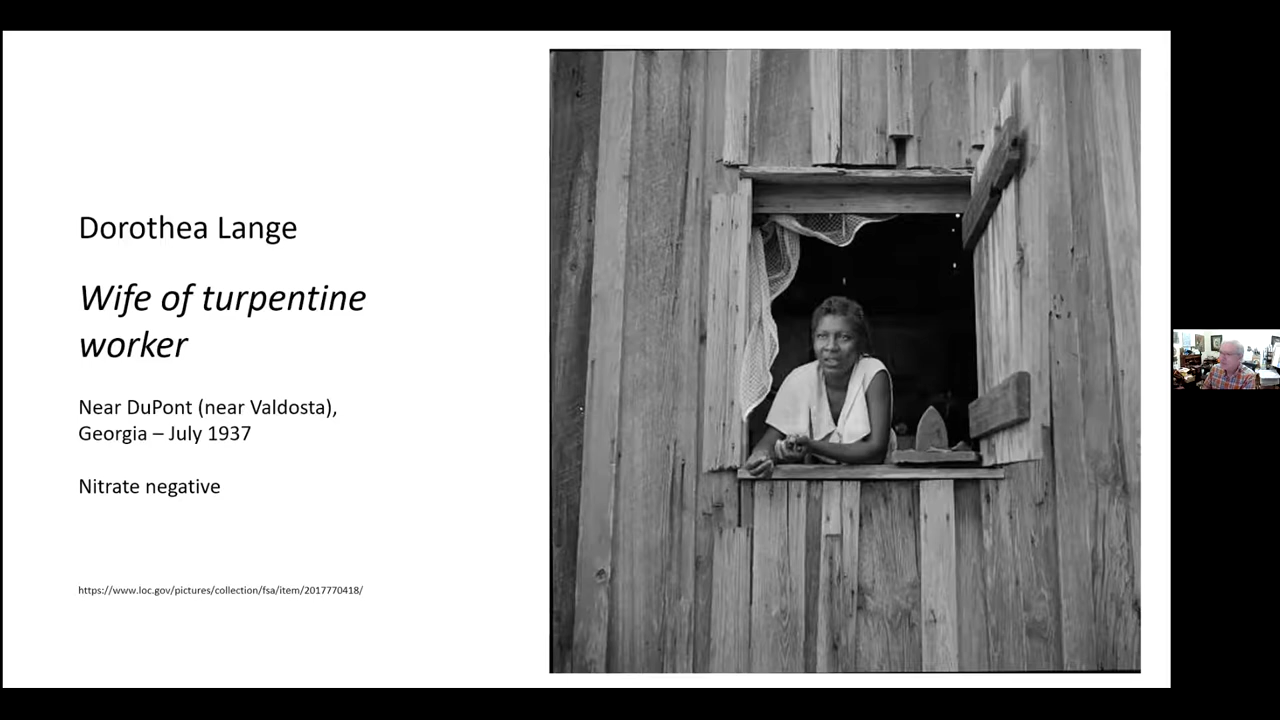 Dorothea Lange
Wife of turpentine
worker
Near DuPont (near Valdosta),
Georgia – July 1937
Nitrate negative
https://www.loc.gov/pictures/collection/fsa/item/2017770418/